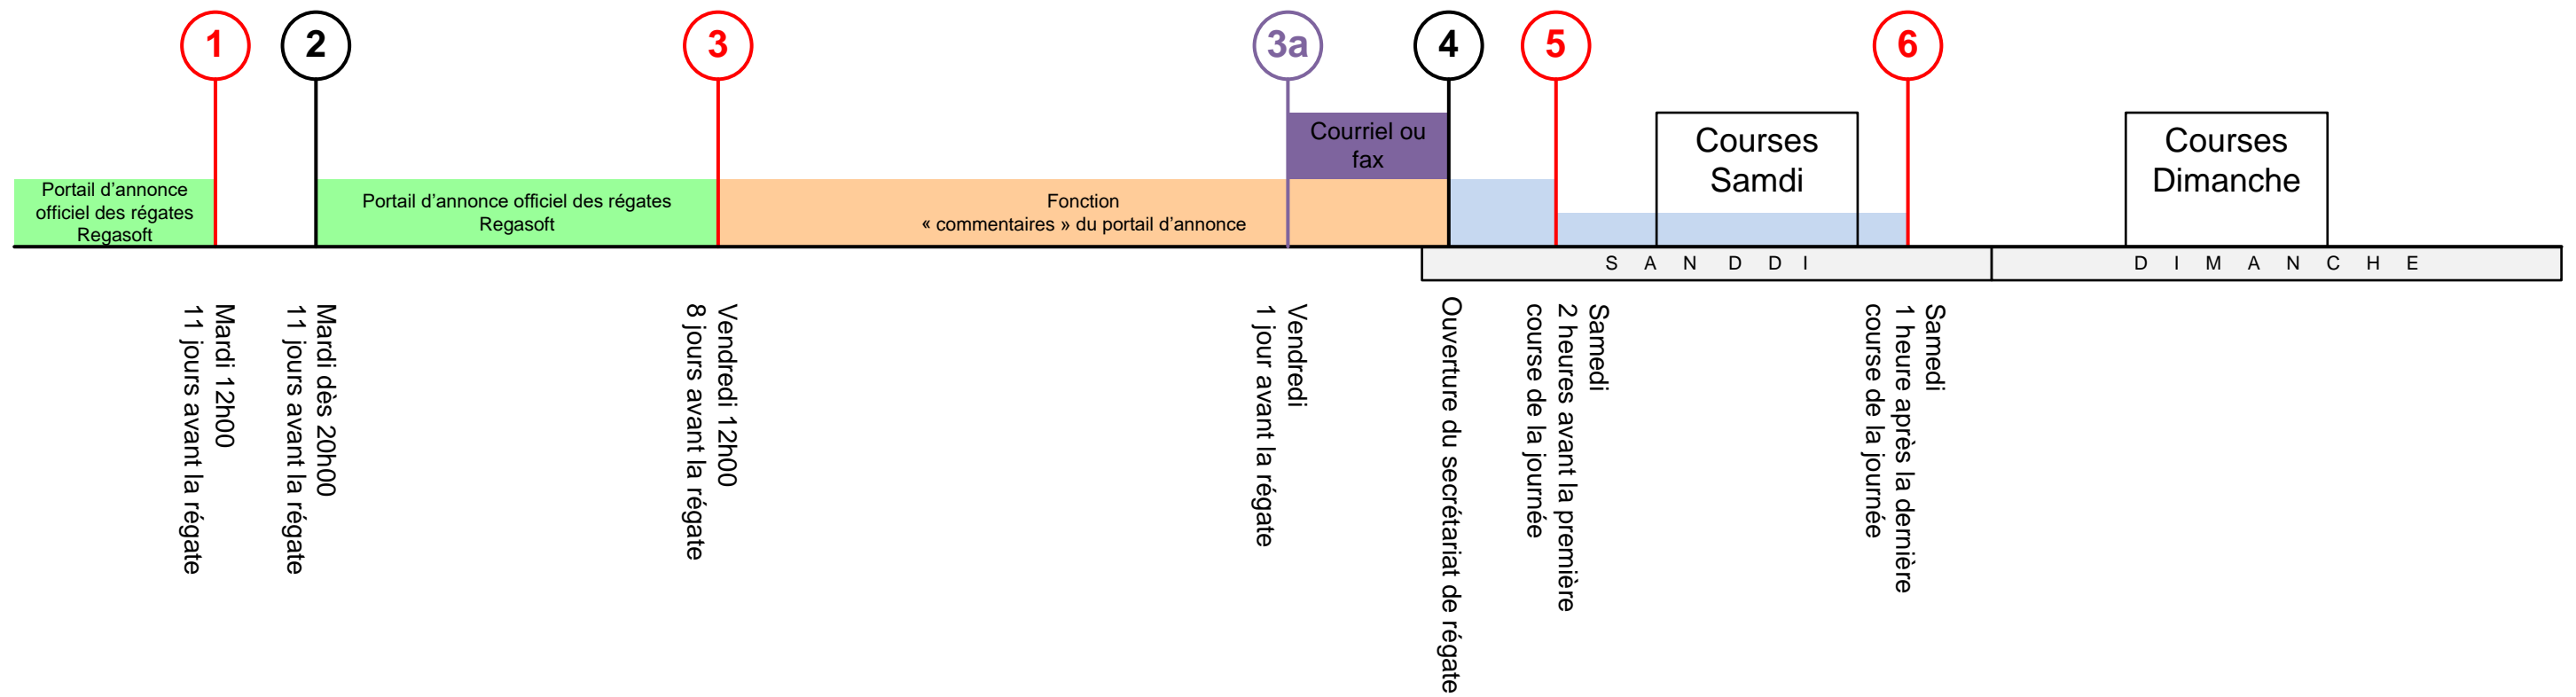 1
2
3
3a
4
5
6
Courriel ou
fax
Courses
Samdi
Courses
Dimanche
Portail d’annonce
officiel des régates
Regasoft
Portail d’annonce officiel des régates
Regasoft
Fonction
« commentaires » du portail d’annonce
S A N D D I
D I M A N C H E
Mardi 12h00
11 jours avant la régate
Mardi dès 20h00
11 jours avant la régate
Vendredi 12h00
8 jours avant la régate
Vendredi
1 jour avant la régate
Ouverture du secrétariat de régate
Samedi
2 heures avant la première
course de la journée
Samedi
1 heure après la dernière
course de la journée